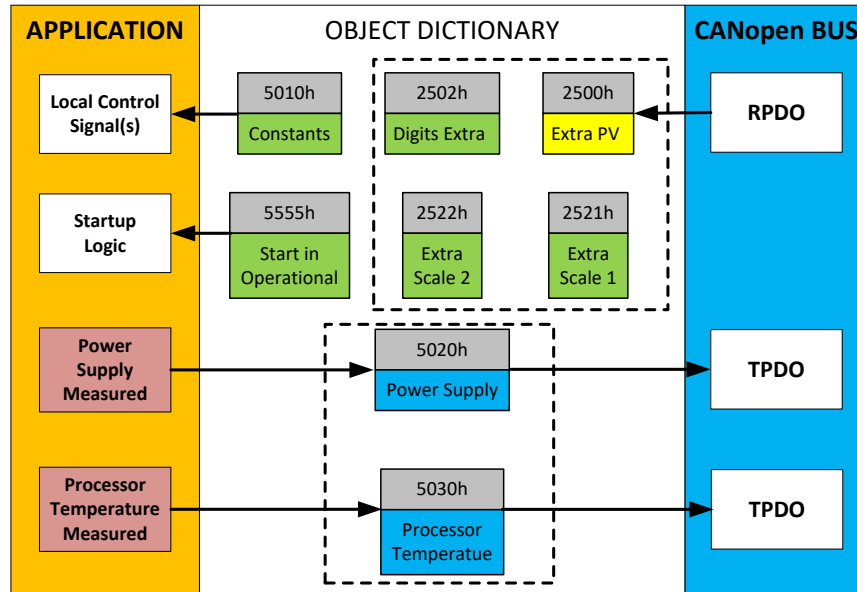 APPLICATION
OBJECT DICTIONARY
CANopen BUS
Local Control
Signal(s)
5010h
Constants
2502h
Digits Extra
2500h
Extra PV
RPDO
Startup
Logic
5555h
Start in
Operational
2522h
Extra
Scale 2
2521h
Extra
Scale 1
Power
Supply
Measured
5020h
Power Supply
TPDO
Processor
Temperature
Measured
5030h
Processor
Temperatue
TPDO